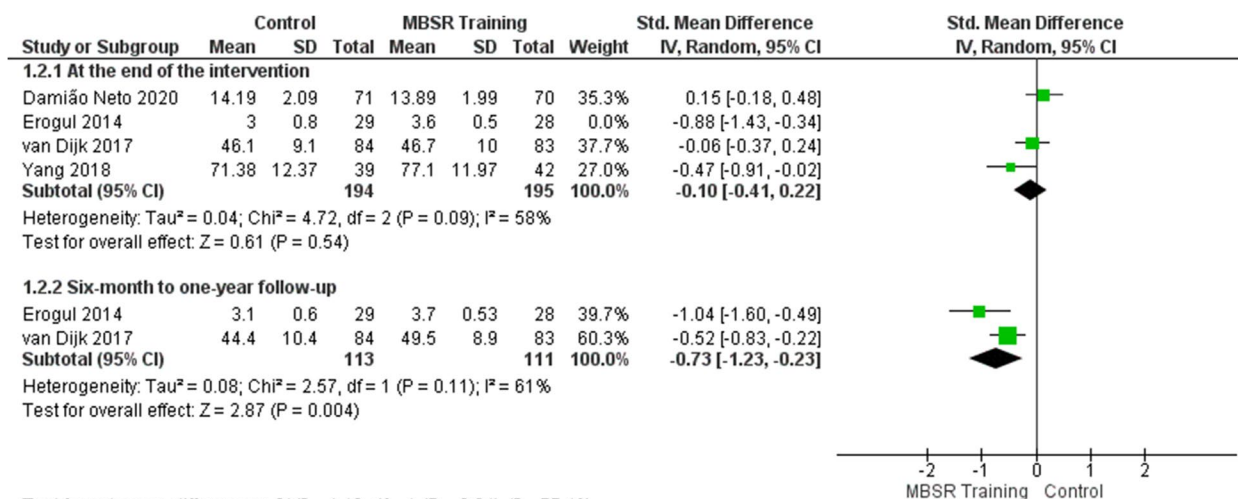 Control MBSR Training Std. Mean Difference Std. Mean Difference
Study or Subgroup Mean SD Total Mean SD Total Weight IV, Random, 95% CI IV, Random, 95% CI
1.2.1 At the end of the intervention
Damião Neto 2020 14.19 2.09 71 13.89 1.99 70 35.3% 0.15 [-0.18, 0.48]
Erogul 2014 3 0.8 29 3.6 0.5 28 0.0% -0.88 [-1.43, -0.34]
van Dijk 2017 46.1 9.1 84 46.7 10 83 37.7% -0.06 [-0.37, 0.24]
Yang 2018 71.38 12.37 39 77.1 11.97 42 27.0% -0.47 [-0.91, -0.02]
Subtotal (95% CI) 194 195 100.0% -0.10 [-0.41, 0.22]
Heterogeneity: Tau² = 0.04; Chi² = 4.72, df = 2 (P = 0.09); I² = 58%
Test for overall effect: Z = 0.61 (P = 0.54)
1.2.2 Six-month to one-year follow-up
Erogul 2014 3.1 0.6 29 3.7 0.53 28 39.7% -1.04 [-1.60, -0.49]
van Dijk 2017 44.4 10.4 84 49.5 8.9 83 60.3% -0.52 [-0.83, -0.22]
Subtotal (95% CI) 113 111 100.0% -0.73 [-1.23, -0.23]
Heterogeneity: Tau² = 0.08; Chi² = 2.57, df = 1 (P = 0.11); I² = 61%
Test for overall effect: Z = 2.87 (P = 0.004)
-2 -1 0 1 2
MBSR Training Control